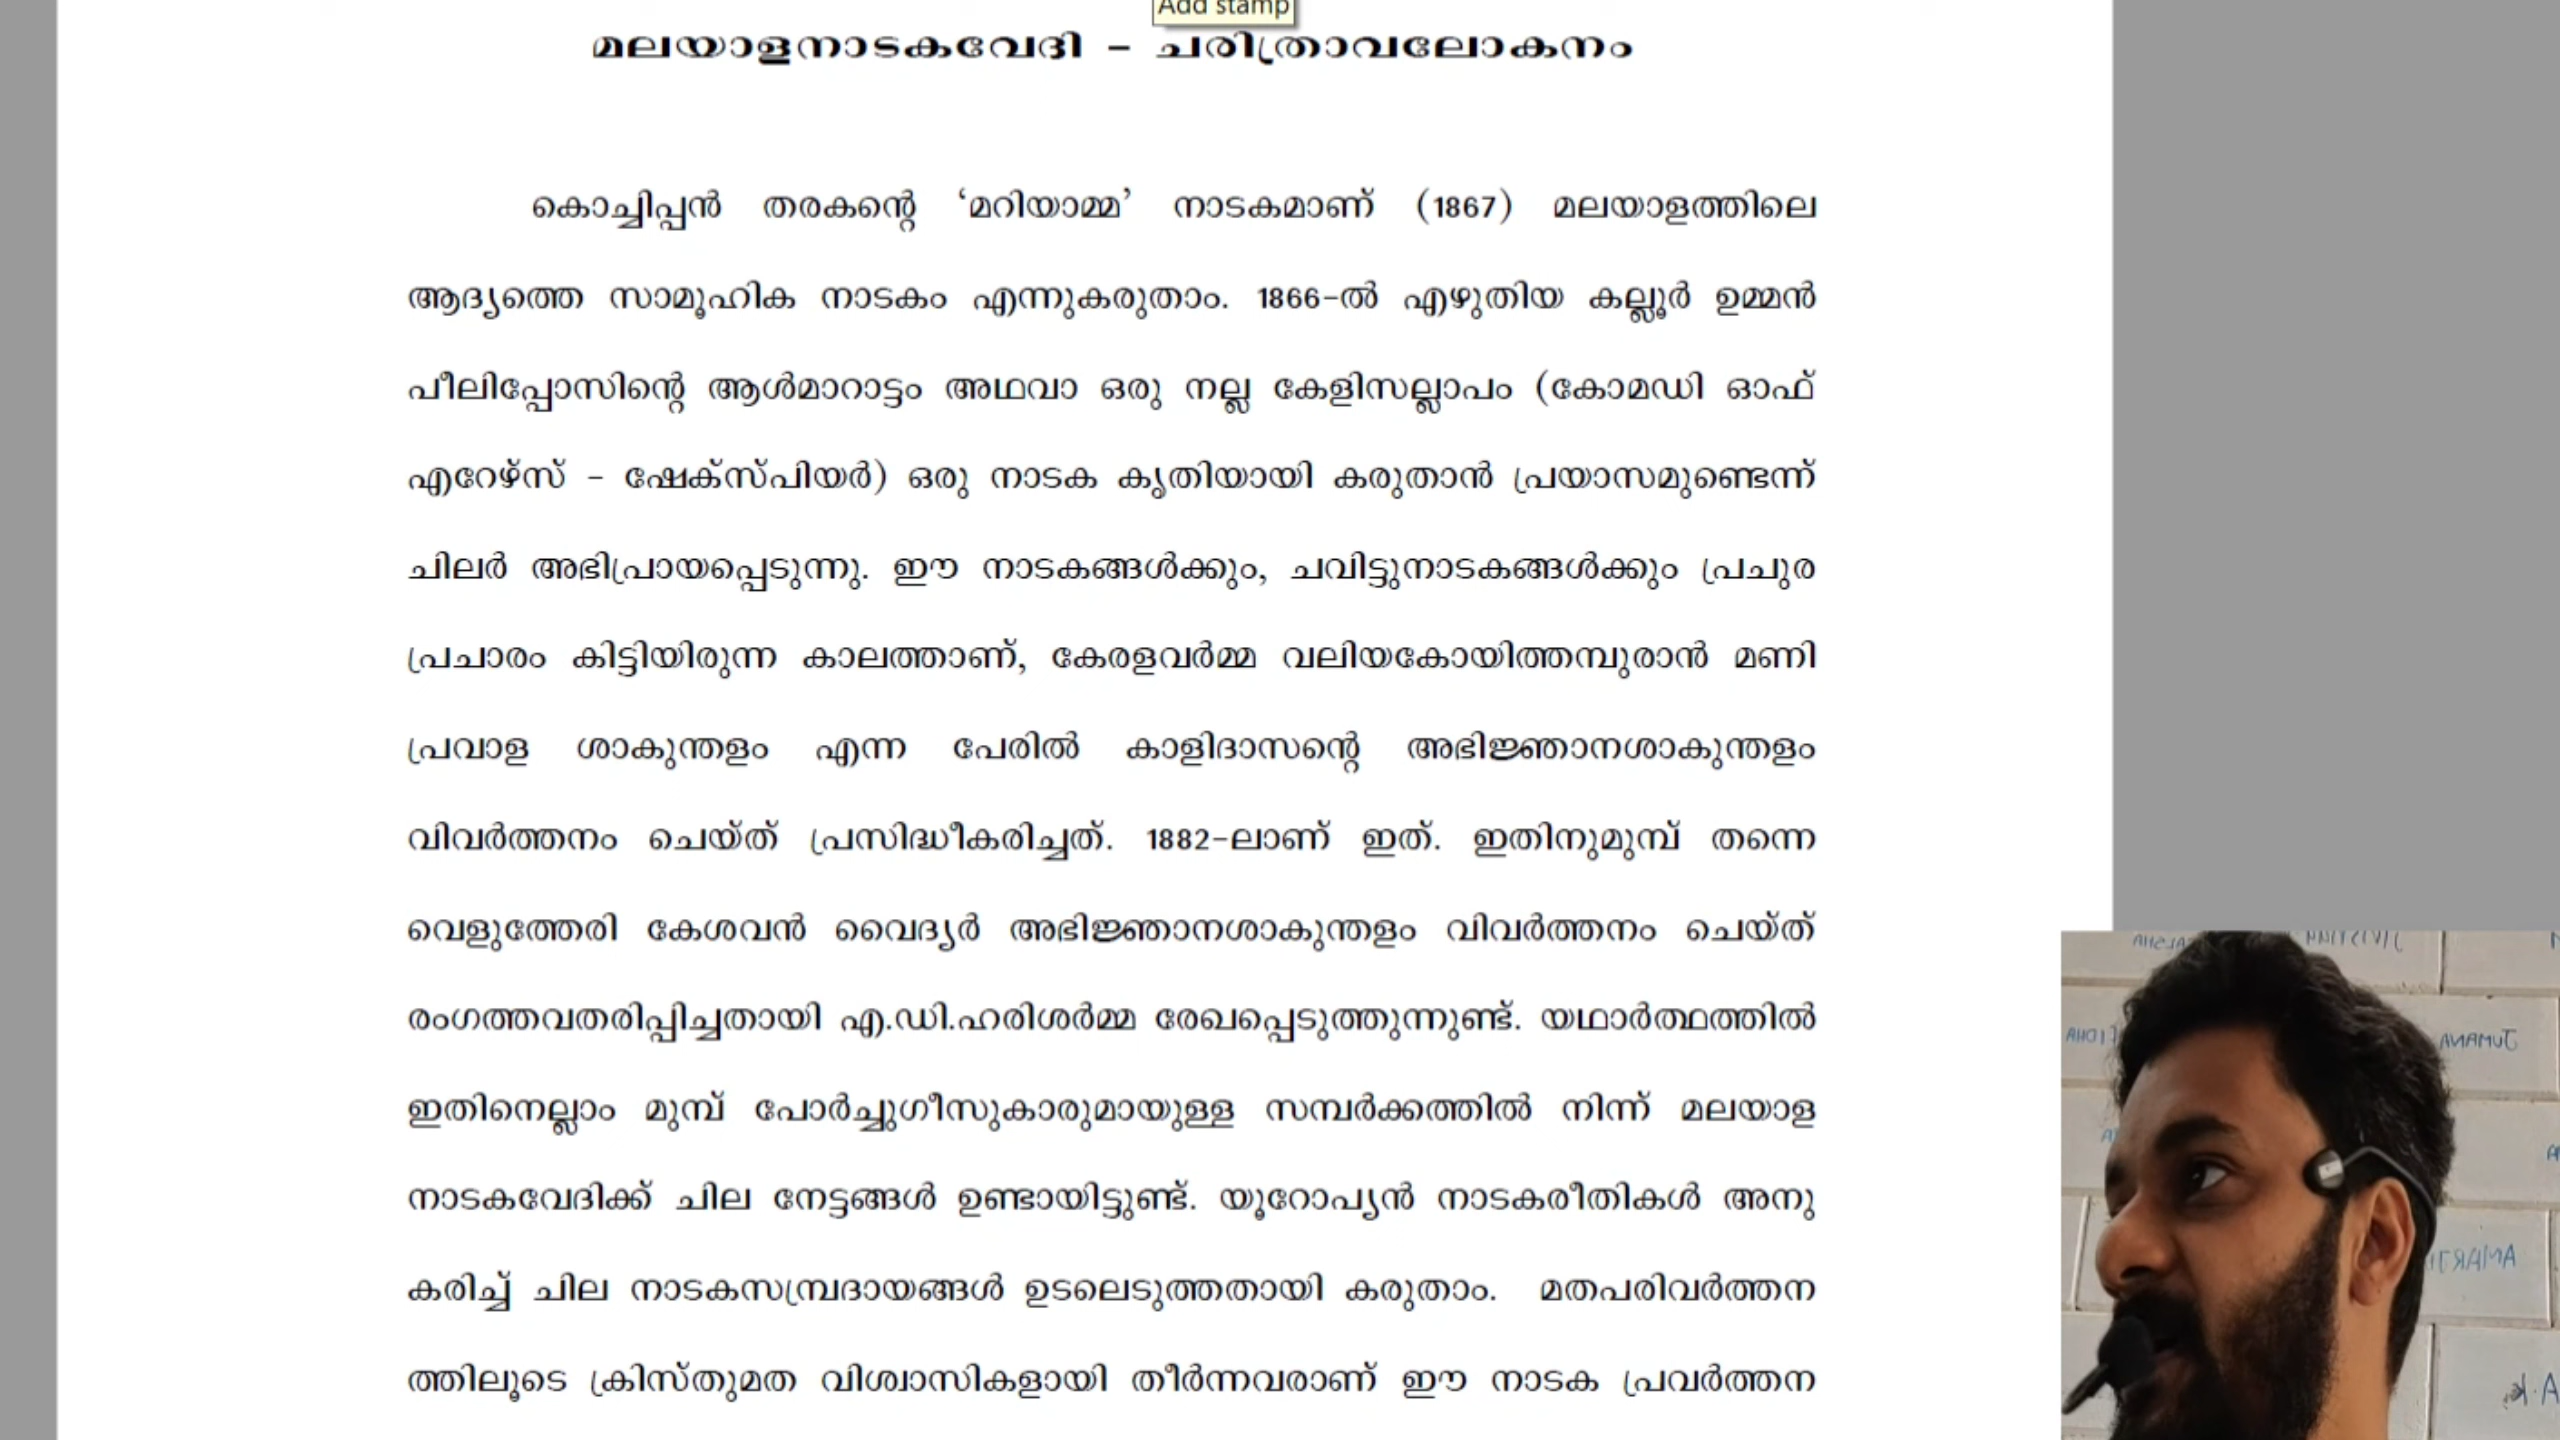 Add stamp
മലയാളനാടകവേദി – ചരിത്രാവലോകനം
കൊച്ചിപ്പൻ തരകന്റെ ‘മറിയാമ്മ’ നാടകമാണ് (1867) മലയാളത്തിലെ
ആദ്യത്തെ സാമൂഹിക നാടകം എന്നുകരുതാം. 1866-ൽ എഴുതിയ കല്ലൂർ ഉമ്മൻ
പീലിപ്പോസിന്റെ ആൾമാറാട്ടം അഥവാ ഒരു നല്ല കേളിസല്ലാപം (കോമഡി ഓഫ്
എറേഴ്സ് – ഷേക്സ്പിയർ) ഒരു നാടക കൃതിയായി കരുതാൻ പ്രയാസമുണ്ടെന്ന്
ചിലർ അഭിപ്രായപ്പെടുന്നു. ഈ നാടകങ്ങൾക്കും, ചവിട്ടുനാടകങ്ങൾക്കും പ്രചുര
പ്രചാരം കിട്ടിയിരുന്ന കാലത്താണ്, കേരളവർമ്മ വലിയകോയിത്തമ്പുരാൻ മണി
പ്രവാള ശാകുന്തളം എന്ന പേരിൽ കാളിദാസന്റെ അഭിജ്ഞാനശാകുന്തളം
വിവർത്തനം ചെയ്ത് പ്രസിദ്ധീകരിച്ചത്. 1882-ലാണ് ഇത്. ഇതിനുമുമ്പ് തന്നെ
വെളുത്തേരി കേശവൻ വൈദ്യർ അഭിജ്ഞാനശാകുന്തളം വിവർത്തനം ചെയ്ത്
രംഗത്തവതരിപ്പിച്ചതായി എ.ഡി.ഹരിശർമ്മ രേഖപ്പെടുത്തുന്നുണ്ട്. യഥാർത്ഥത്തിൽ
ഇതിനെല്ലാം മുമ്പ് പോർച്ചുഗീസുകാരുമായുള്ള സമ്പർക്കത്തിൽ നിന്ന് മലയാള
നാടകവേദിക്ക് ചില നേട്ടങ്ങൾ ഉണ്ടായിട്ടുണ്ട്. യൂറോപ്യൻ നാടകരീതികൾ അനു
കരിച്ച് ചില നാടകസമ്പ്രദായങ്ങൾ ഉടലെടുത്തതായി കരുതാം. മതപരിവർത്തന
ത്തിലൂടെ ക്രിസ്തുമത വിശ്വാസികളായി തീർന്നവരാണ് ഈ നാടക പ്രവർത്തന
JUMANA